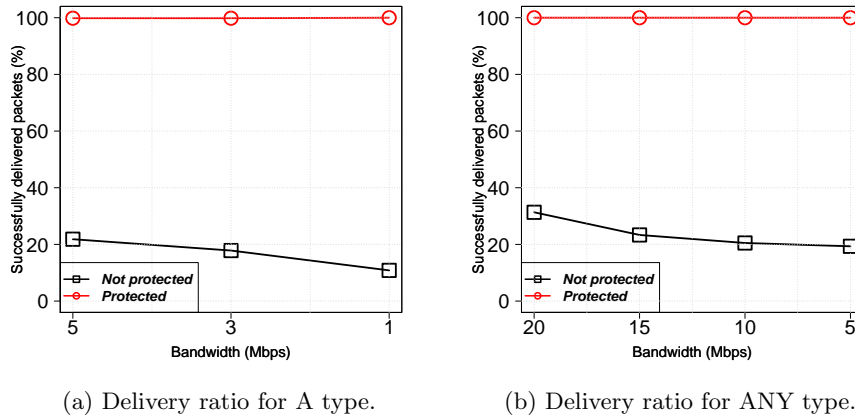 Successfully delivered packets (%)
100
80
60
40
20
0
Not protected
Protected
5 3 1
Bandwidth (Mbps)
(a) Delivery ratio for A type.
Successfully delivered packets (%)
100
80
60
40
20
0
Not protected
Protected
20 15 10 5
Bandwidth (Mbps)
(b) Delivery ratio for ANY type.